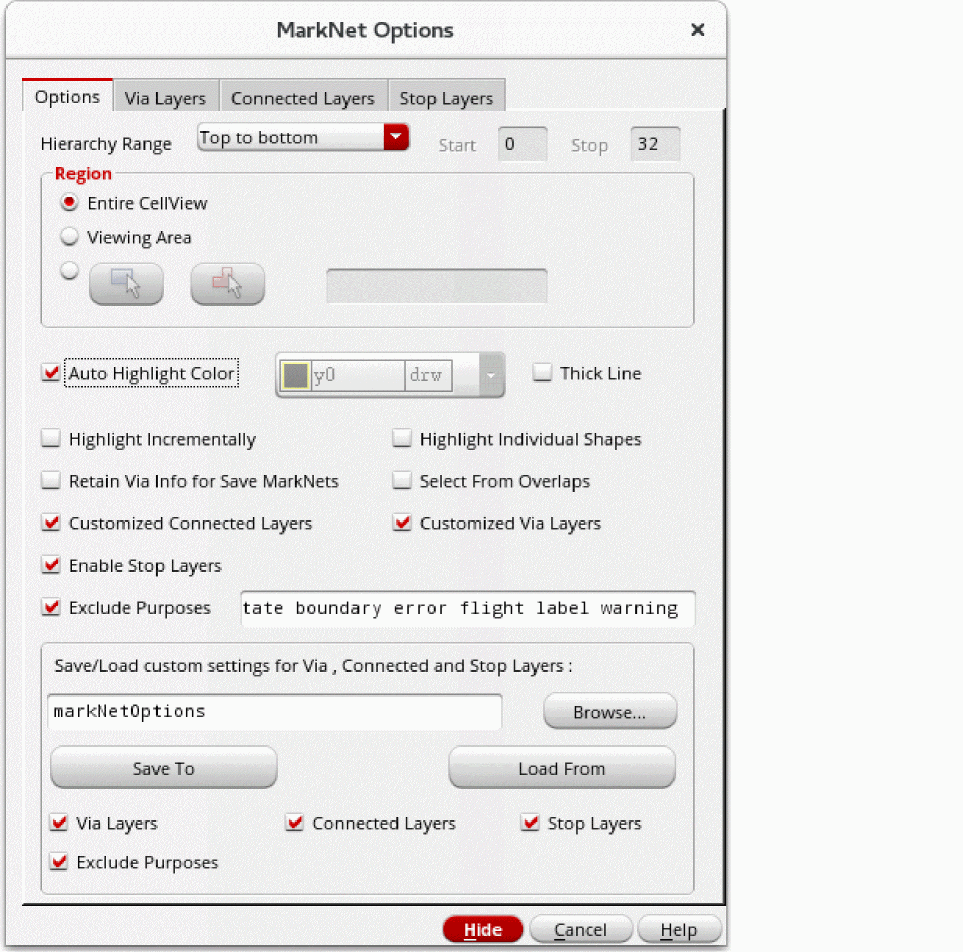 MarkNet Options
Options Via Layers Connected Layers Stop Layers
Hierarchy Range Top to bottom Start 0 Stop 32
Region
Entire CellView
Viewing Area
Auto Highlight Color y0 drw Thick Line
Highlight Incrementally Highlight Individual Shapes
Retain Via Info for Save MarkNets Select From Overlaps
Customized Connected Layers Customized Via Layers
Enable Stop Layers
Exclude Purposes tate boundary error flight label warning
Save/Load custom settings for Via , Connected and Stop Layers :
markNetOptions Browse...
Save To Load From
Via Layers Connected Layers Stop Layers
Exclude Purposes
Hide Cancel Help